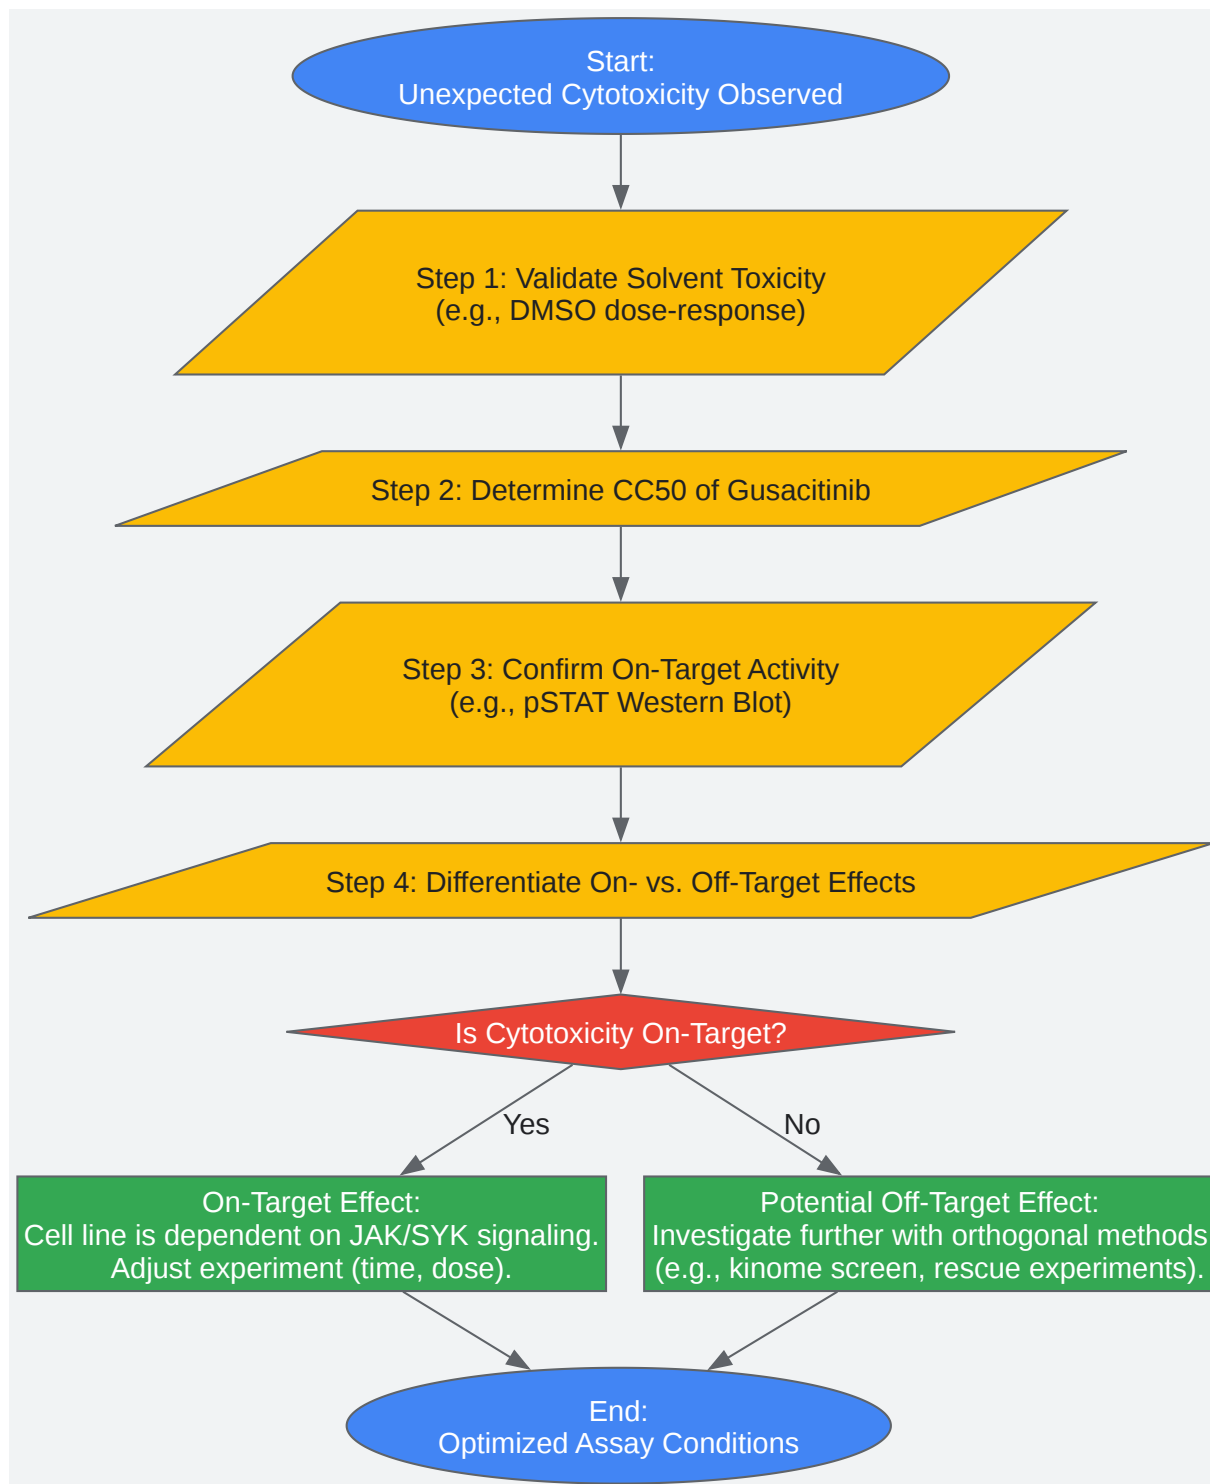 Start:
Unexpected Cytotoxicity Observed
Step 1: Validate Solvent Toxicity
(e.g., DMSO dose-response)
Step 2: Determine CC50 of Gusacitinib
Step 3: Confirm On-Target Activity
(e.g., pSTAT Western Blot)
Step 4: Differentiate On- vs. Off-Target Effects
Is Cytotoxicity On-Target?
Yes
No
On-Target Effect:
Cell line is dependent on JAK/SYK signaling.
Adjust experiment (time, dose).
Potential Off-Target Effect:
Investigate further with orthogonal methods
(e.g., kinome screen, rescue experiments).
End:
Optimized Assay Conditions